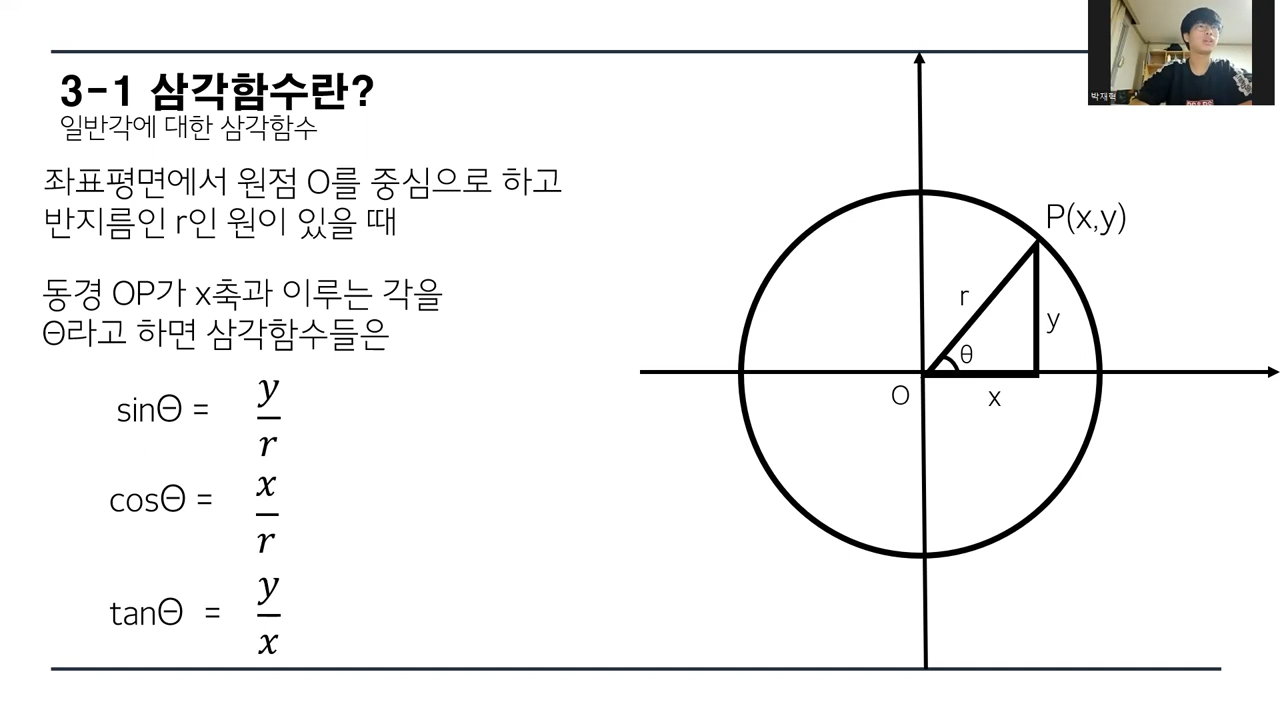 3-1 삼각함수란?
일반각에 대한 삼각함수
좌표평면에서 원점 O를 중심으로 하고
반지름인 r인 원이 있을 때
동경 OP가 x축과 이루는 각을
Θ라고 하면 삼각함수들은
sinΘ = y/r
cosΘ = x/r
tanΘ = y/x
P(x,y)
r
y
θ
O
x
박재혁